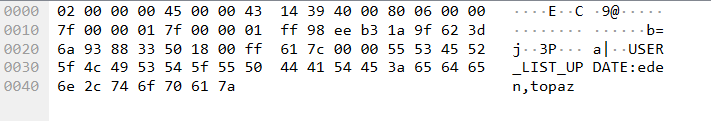 0000 02 00 00 00 45 00 00 43 14 39 40 00 80 06 00 00 ····E··C ·9@·····
0010 7f 00 00 01 7f 00 00 01 ff 98 ee b3 1a 9f 62 3d ········ ······b=
0020 6a 93 88 33 50 18 00 ff 61 7c 00 00 55 53 45 52 j··3P··· a|··USER
0030 5f 4c 49 53 54 5f 55 50 44 41 54 45 3a 65 64 65 _LIST_UP DATE:ede
0040 6e 2c 74 6f 70 61 7a n,topaz